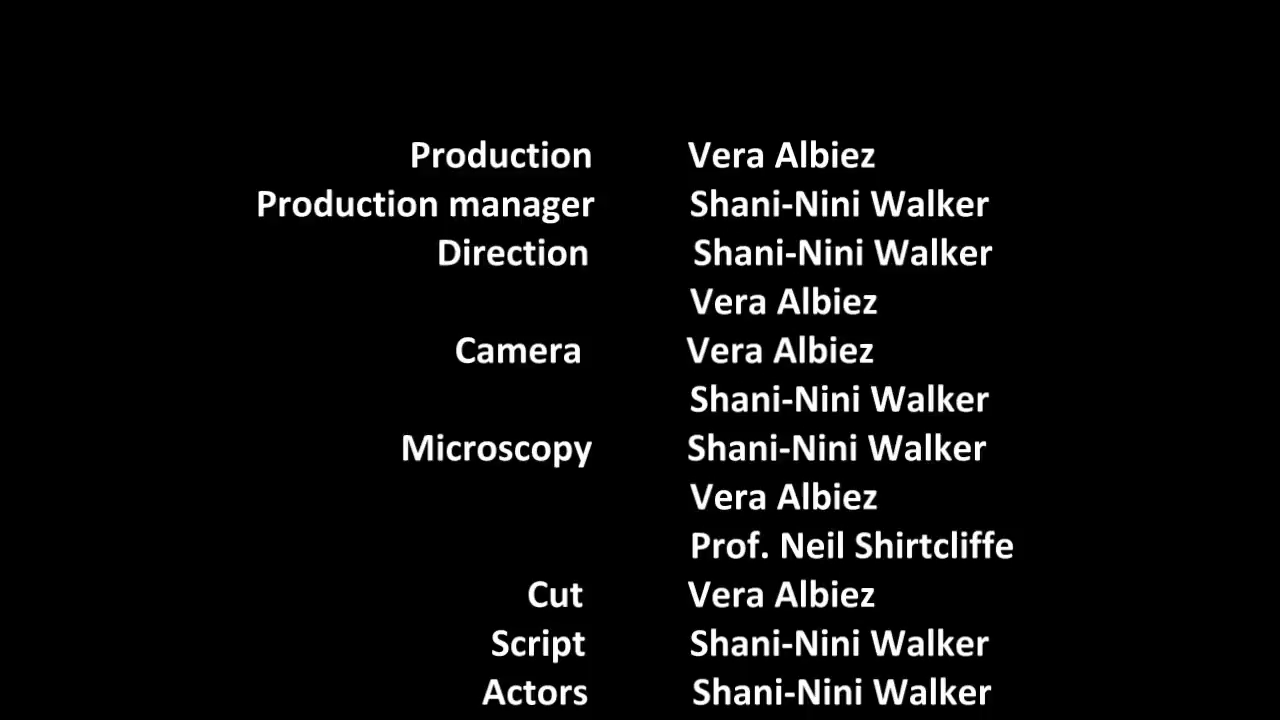 Production Vera Albiez
Production manager Shani-Nini Walker
Direction Shani-Nini Walker
Vera Albiez
Camera Vera Albiez
Shani-Nini Walker
Microscopy Shani-Nini Walker
Vera Albiez
Prof. Neil Shirtcliffe
Cut Vera Albiez
Script Shani-Nini Walker
Actors Shani-Nini Walker